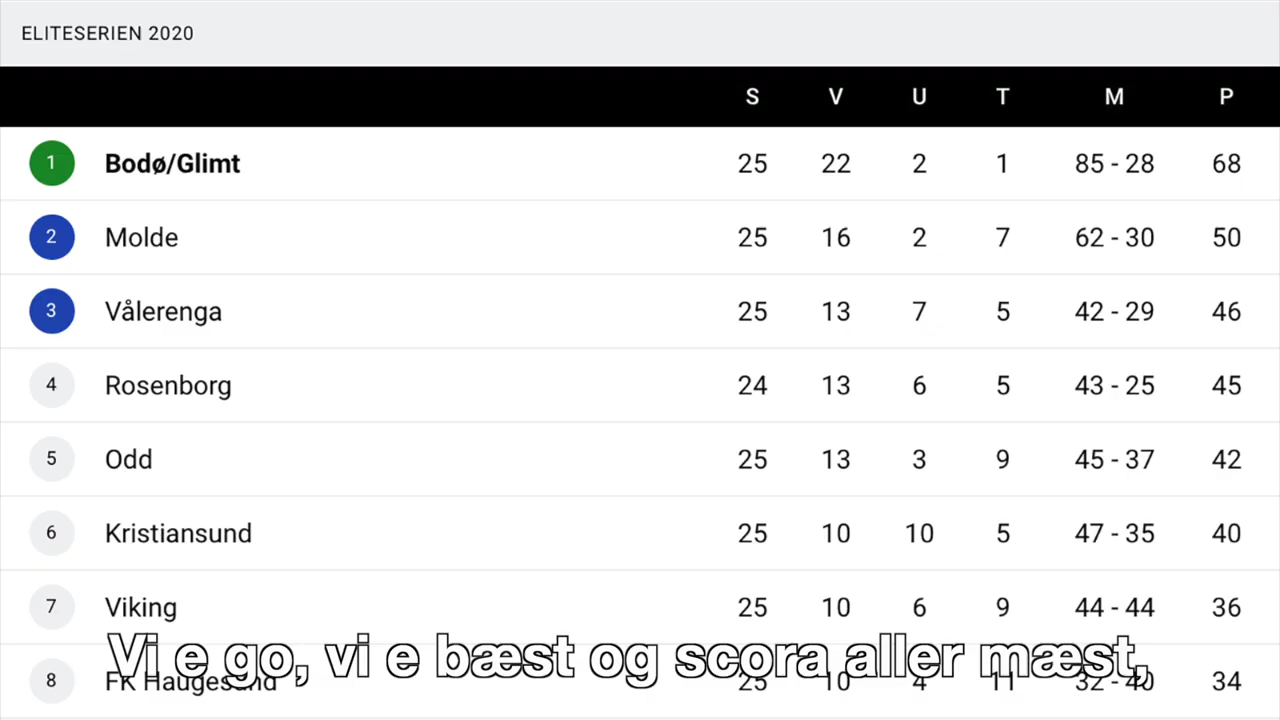 ELITESERIEN 2020
S V U T M P
1 Bodø/Glimt 25 22 2 1 85 - 28 68
2 Molde 25 16 2 7 62 - 30 50
3 Vålerenga 25 13 7 5 42 - 29 46
4 Rosenborg 24 13 6 5 43 - 25 45
5 Odd 25 13 3 9 45 - 37 42
6 Kristiansund 25 10 10 5 47 - 35 40
7 Viking 25 10 6 9 44 - 44 36
Vi e go, vi e bæst og scora aller mæst,
8 FK Haugesund 25 10 4 11 32 - 40 34